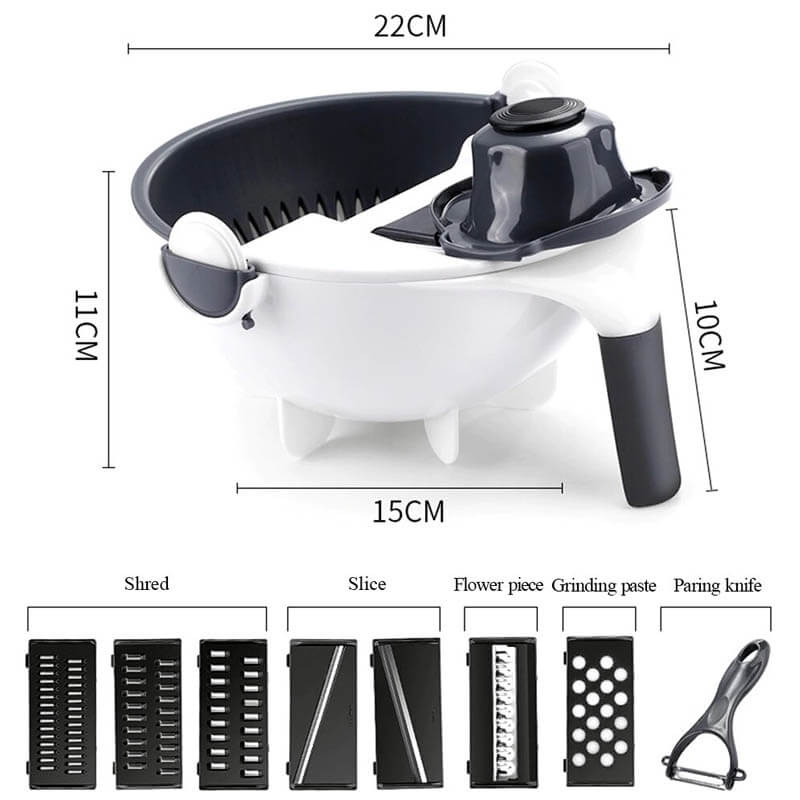 22CM
11CM
10CM
15CM
Shred
Slice
Flower piece
Grinding paste
Paring knife